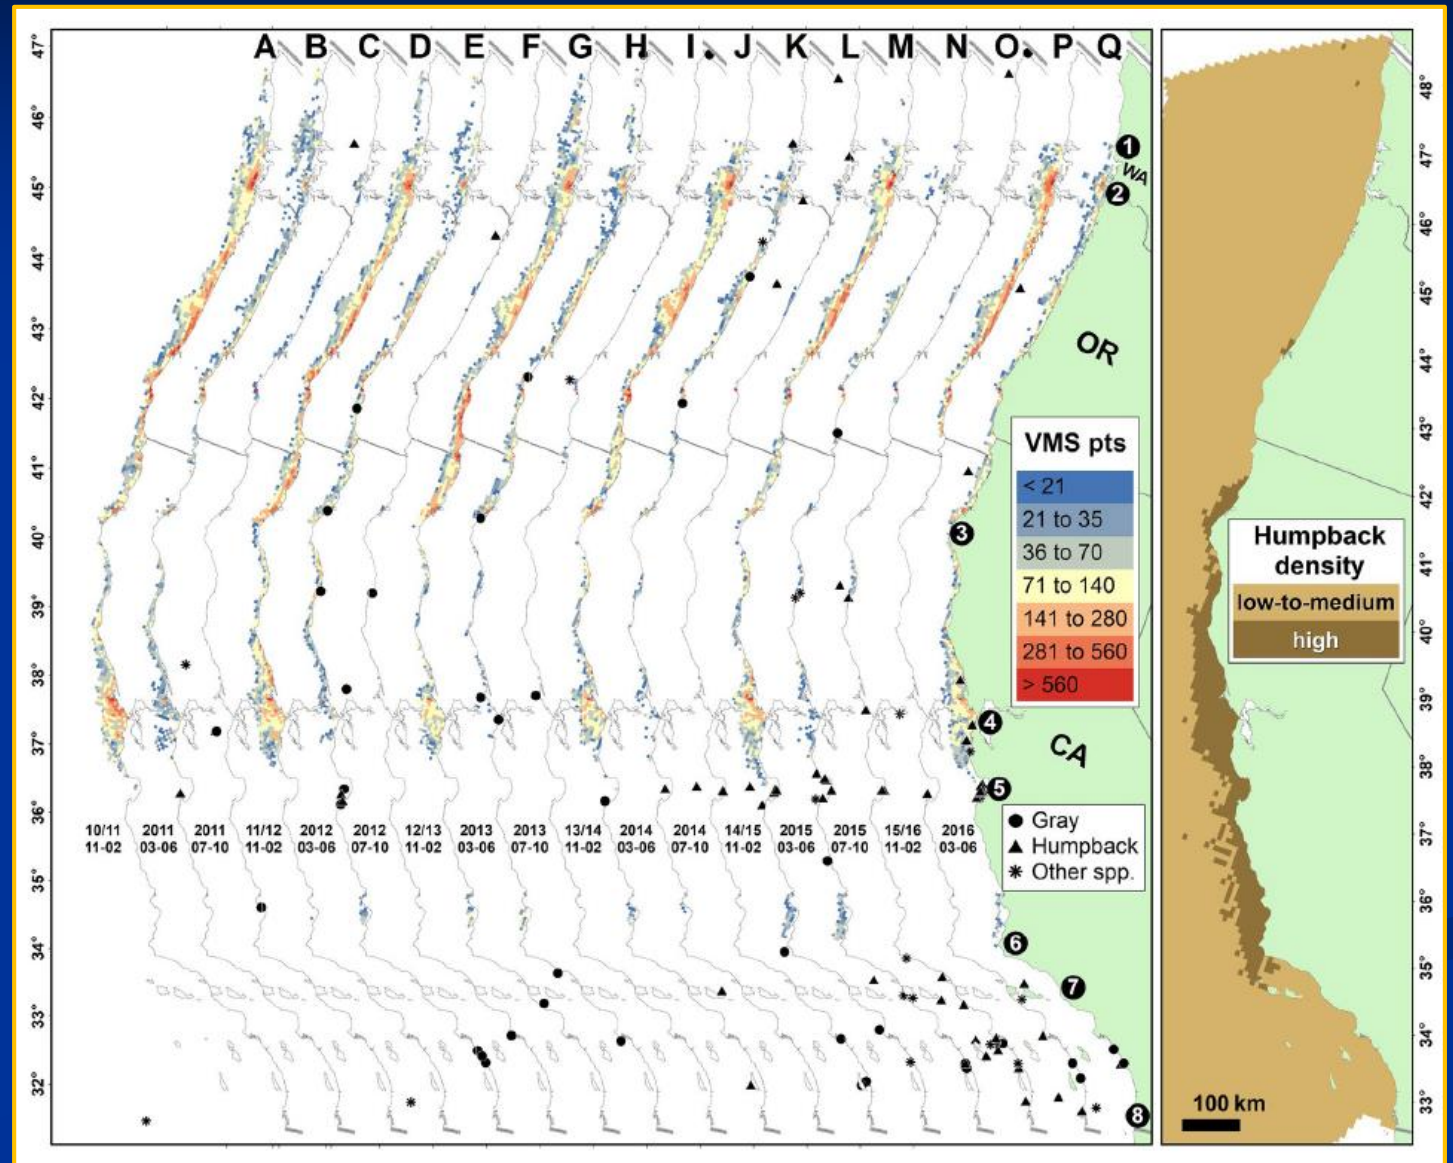 A B C D E F G H I J K L M N O P Q
47°
46°
45°
44°
43°
42°
41°
40°
39°
38°
37°
36°
35°
34°
33°
32°
1
WA
2
OR
VMS pts
< 21
21 to 35
36 to 70
71 to 140
141 to 280
281 to 560
> 560
3
4
CA
5
Gray
Humpback
Other spp.
10/11 2011 2011 11/12 2012 2012 12/13 2013 2013 13/14 2014 2014 14/15 2015 2015 15/16 2016
11-02 03-06 07-10 11-02 03-06 07-10 11-02 03-06 07-10 11-02 03-06 07-10 11-02 03-06 07-10 11-02 03-06
6
7
8
Humpback
density
low-to-medium
high
48°
47°
46°
45°
44°
43°
42°
41°
40°
39°
38°
37°
36°
35°
34°
33°
100 km